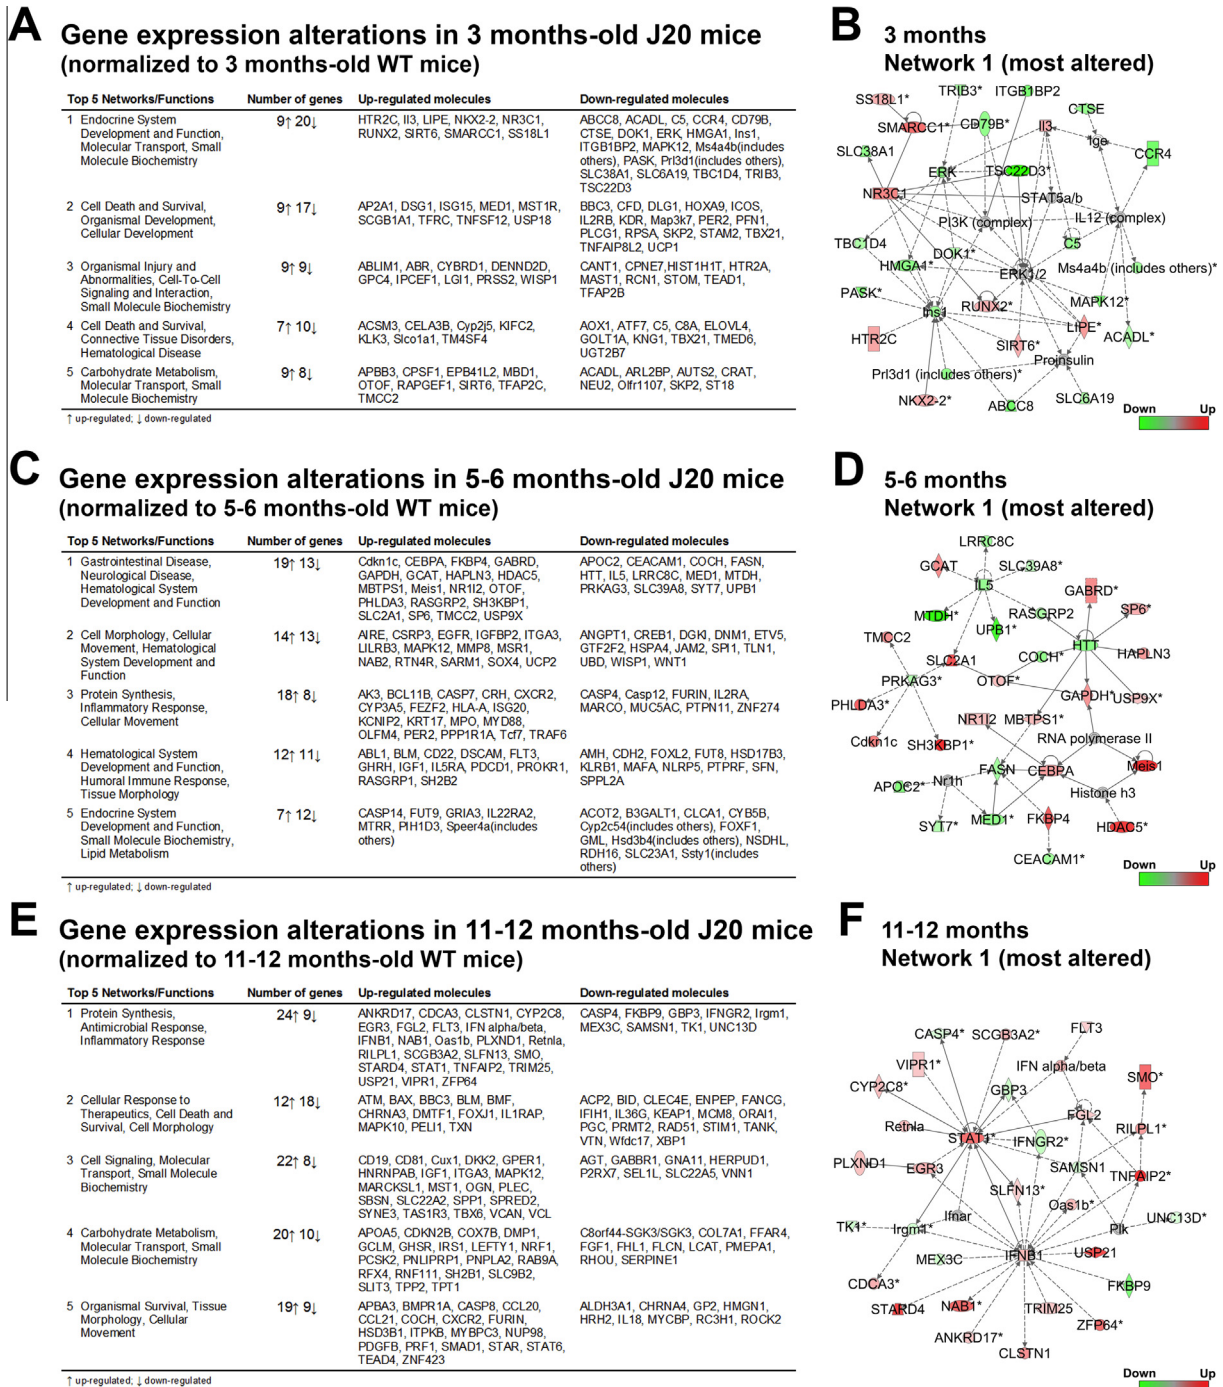 A
Gene expression alterations in 3 months-old J20 mice
(normalized to 3 months-old WT mice)
Top 5 Networks/Functions Number of genes Up-regulated molecules Down-regulated molecules
1 Endocrine System Development and Function, Molecular Transport, Small Molecule Biochemistry
9↑ 20↓
HTR2C, Il3, LIPE, NKX2-2, NR3C1,
RUNX2, SIRT6, SMARCC1, SS18L1
ABCC8, ACADL, C5, CCR4, CD79B,
CTSE, DOK1, ERK, HMGA1, Ins1,
ITGB1BP2, MAPK12, Ms4a4b(includes
others), PASK, Prl3d1(includes others),
SLC38A1, SLC6A19, TBC1D4, TRIB3,
TSC22D3
2 Cell Death and Survival,
Organismal Development,
Cellular Development
9↑ 17↓
AP2A1, DSG1, ISG15, MED1, MST1R,
SCGB1A1, TFRC, TNFSF12, USP18
BBC3, CFD, DLG1, HOXA9, ICOS,
IL2RB, KDR, Map3k7, PER2, PFN1,
PLCG1, RPSA, SKP2, STAM2, TBX21,
TNFAIP8L2, UCP1
3 Organismal Injury and
Abnormalities, Cell-To-Cell
Signaling and Interaction,
Small Molecule Biochemistry
9↑ 9↓
ABLIM1, ABR, CYBRD1, DENND2D,
GPC4, IPCEF1, LGI1, PRSS2, WISP1
CANT1, CPNE7,HIST1H1T, HTR2A,
MAST1, RCN1, STOM, TEAD1,
TFAP2B
4 Cell Death and Survival,
Connective Tissue Disorders,
Hematological Disease
7↑ 10↓
ACSM3, CELA3B, Cyp2j5, KIFC2,
KLK3, Slco1a1, TM4SF4
AOX1, ATF7, C5, C8A, ELOVL4,
GOLT1A, KNG1, TBX21, TMED6,
UGT2B7
5 Carbohydrate Metabolism,
Molecular Transport, Small
Molecule Biochemistry
9↑ 8↓
APBB3, CPSF1, EPB41L2, MBD1,
OTOF, RAPGEF1, SIRT6, TFAP2C,
TMCC2
ACADL, ARL2BP, AUTS2, CRAT,
NEU2, Olfr1107, SKP2, ST18
↑ up-regulated; ↓ down-regulated
B
3 months
Network 1 (most altered)
TRIB3* ITGB1BP2
SS18L1*
CTSE
SMARCC1* CD79B* Il3
Ige
SLC38A1
CCR4
ERK TSC22D3*
NR3C1
STAT5a/b
PI3K (complex) IL12 (complex)
TBC1D4
DOK1*
C5
HMGA1*
ERK1/2
Ms4a4b (includes others)*
PASK*
MAPK12*
Ins1 RUNX2*
LIPE*
ACADL*
HTR2C
SIRT6*
Proinsulin
Prl3d1 (includes others)*
NKX2-2*
ABCC8
SLC6A19
Down Up
C
Gene expression alterations in 5-6 months-old J20 mice
(normalized to 5-6 months-old WT mice)
Top 5 Networks/Functions Number of genes Up-regulated molecules Down-regulated molecules
1 Gastrointestinal Disease,
Neurological Disease,
Hematological System
Development and Function
19↑ 13↓
Cdkn1c, CEBPA, FKBP4, GABRD,
GAPDH, GCAT, HAPLN3, HDAC5,
MBTPS1, Meis1, NR1I2, OTOF,
PHLDA3, RASGRP2, SH3KBP1,
SLC2A1, SP6, TMCC2, USP9X
APOC2, CEACAM1, COCH, FASN,
HTT, IL5, LRRC8C, MED1, MTDH,
PRKAG3, SLC39A8, SYT7, UPB1
2 Cell Morphology, Cellular
Movement, Hematological
System Development and
Function
14↑ 13↓
AIRE, CSRP3, EGFR, IGFBP2, ITGA3,
LILRB3, MAPK12, MMP8, MSR1,
NAB2, RTN4R, SARM1, SOX4, UCP2
ANGPT1, CREB1, DGKI, DNM1, ETV5,
GTF2F2, HSPA4, JAM2, SPI1, TLN1,
UBD, WISP1, WNT1
3 Protein Synthesis,
Inflammatory Response,
Cellular Movement
18↑ 8↓
AK3, BCL11B, CASP7, CRH, CXCR2,
CYP3A5, FEZF2, HLA-A, ISG20,
KCNIP2, KRT17, MPO, MYD88,
OLFM4, PER2, PPP1R1A, Tcf7, TRAF6
CASP4, Casp12, FURIN, IL2RA,
MARCO, MUC5AC, PTPN11, ZNF274
4 Hematological System
Development and Function,
Humoral Immune Response,
Tissue Morphology
12↑ 11↓
ABL1, BLM, CD22, DSCAM, FLT3,
GHRH, IGF1, IL5RA, PDCD1, PROKR1,
RASGRP1, SH2B2
AMH, CDH2, FOXL2, FUT8, HSD17B3,
KLRB1, MAFA, NLRP5, PTPRF, SFN,
SPPL2A
5 Endocrine System
Development and Function,
Small Molecule Biochemistry,
Lipid Metabolism
7↑ 12↓
CASP14, FUT9, GRIA3, IL22RA2,
MTRR, PIH1D3, Speer4a(includes
others)
ACOT2, B3GALT1, CLCA1, CYB5B,
Cyp2c54(includes others), FOXF1,
GML, Hsd3b4(includes others), NSDHL,
RDH16, SLC23A1, Ssty1(includes
others)
↑ up-regulated; ↓ down-regulated
D
5-6 months
Network 1 (most altered)
LRRC8C
GCAT
SLC39A8*
IL5
GABRD*
MTDH*
RASGRP2
SP6*
UPB1*
TMCC2
HTT
SLC2A1
COCH*
HAPLN3
PRKAG3*
OTOF*
GAPDH* USP9X*
PHLDA3*
NR1I2 MBTPS1*
Cdkn1c SH3KBP1*
RNA polymerase II
FASN CEBPA
Meis1
APOC2* Nr1h
Histone h3
SYT7* MED1* FKBP4
HDAC5*
CEACAM1*
Down Up
E
Gene expression alterations in 11-12 months-old J20 mice
(normalized to 11-12 months-old WT mice)
Top 5 Networks/Functions Number of genes Up-regulated molecules Down-regulated molecules
1 Protein Synthesis,
Antimicrobial Response,
Inflammatory Response
24↑ 9↓
ANKRD17, CDCA3, CLSTN1, CYP2C8,
EGR3, FGL2, FLT3, IFN alpha/beta,
IFNB1, NAB1, Oas1b, PLXND1, Retnla,
RILPL1, SCGB3A2, SLFN13, SMO,
STARD4, STAT1, TNFAIP2, TRIM25,
USP21, VIPR1, ZFP64
CASP4, FKBP9, GBP3, IFNGR2, Irgm1,
MEX3C, SAMSN1, TK1, UNC13D
2 Cellular Response to
Therapeutics, Cell Death and
Survival, Cell Morphology
12↑ 18↓
ATM, BAX, BBC3, BLM, BMF,
CHRNA3, DMTF1, FOXJ1, IL1RAP,
MAPK10, PELI1, TXN
ACP2, BID, CLEC4E, ENPEP, FANCG,
IFIH1, IL36G, KEAP1, MCM8, ORAI1,
PGC, PRMT2, RAD51, STIM1, TANK,
VTN, Wfdc17, XBP1
3 Cell Signaling, Molecular
Transport, Small Molecule
Biochemistry
22↑ 8↓
CD19, CD81, Cux1, DKK2, GPER1,
HNRNPAB, IGF1, ITGA3, MAPK12,
MARCKSL1, MST1, OGN, PLEC,
SBSN, SLC22A2, SPP1, SPRED2,
SYNE3, TAS1R3, TBX6, VCAN, VCL
AGT, GABBR1, GNA11, HERPUD1,
P2RX7, SEL1L, SLC22A5, VNN1
4 Carbohydrate Metabolism,
Molecular Transport, Small
Molecule Biochemistry
20↑ 10↓
APOA5, CDKN2B, COX7B, DMP1,
GCLM, GHSR, IRS1, LEFTY1, NRF1,
PCSK2, PNLIPRP1, PNPLA2, RAB9A,
RFX4, RNF111, SH2B1, SLC9B2,
SLIT3, TPP2, TPT1
C8orf44-SGK3/SGK3, COL7A1, FFAR4,
FGF1, FHL1, FLCN, LCAT, PMEPA1,
RHOU, SERPINE1
5 Organismal Survival, Tissue
Morphology, Cellular
Movement
19↑ 9↓
APBA3, BMPR1A, CASP8, CCL20,
CCL21, COCH, CXCR2, FURIN,
HSD3B1, ITPKB, MYBPC3, NUP98,
PDGFB, PRF1, SMAD1, STAR, STAT6,
TEAD4, ZNF423
ALDH3A1, CHRNA4, GP2, HMGN1,
HRH2, IL18, MYCBP, RC3H1, ROCK2
↑ up-regulated; ↓ down-regulated
F
11-12 months
Network 1 (most altered)
CASP4* SCGB3A2* FLT3
VIPR1*
IFN alpha/beta
CYP2C8*
GBP3
SMO*
Retnla
FGL2
STAT1* IFNGR2*
RILPL1*
PLXND1 EGR3
SAMSN1
TNFAIP2*
SLFN13*
Oas1b*
TK1* Irgm1* Ifnar
Plk UNC13D*
MEX3C IFNB1 USP21
CDCA3*
FKBP9
STARD4 NAB1* TRIM25
ZFP64*
ANKRD17*
CLSTN1
Down Up